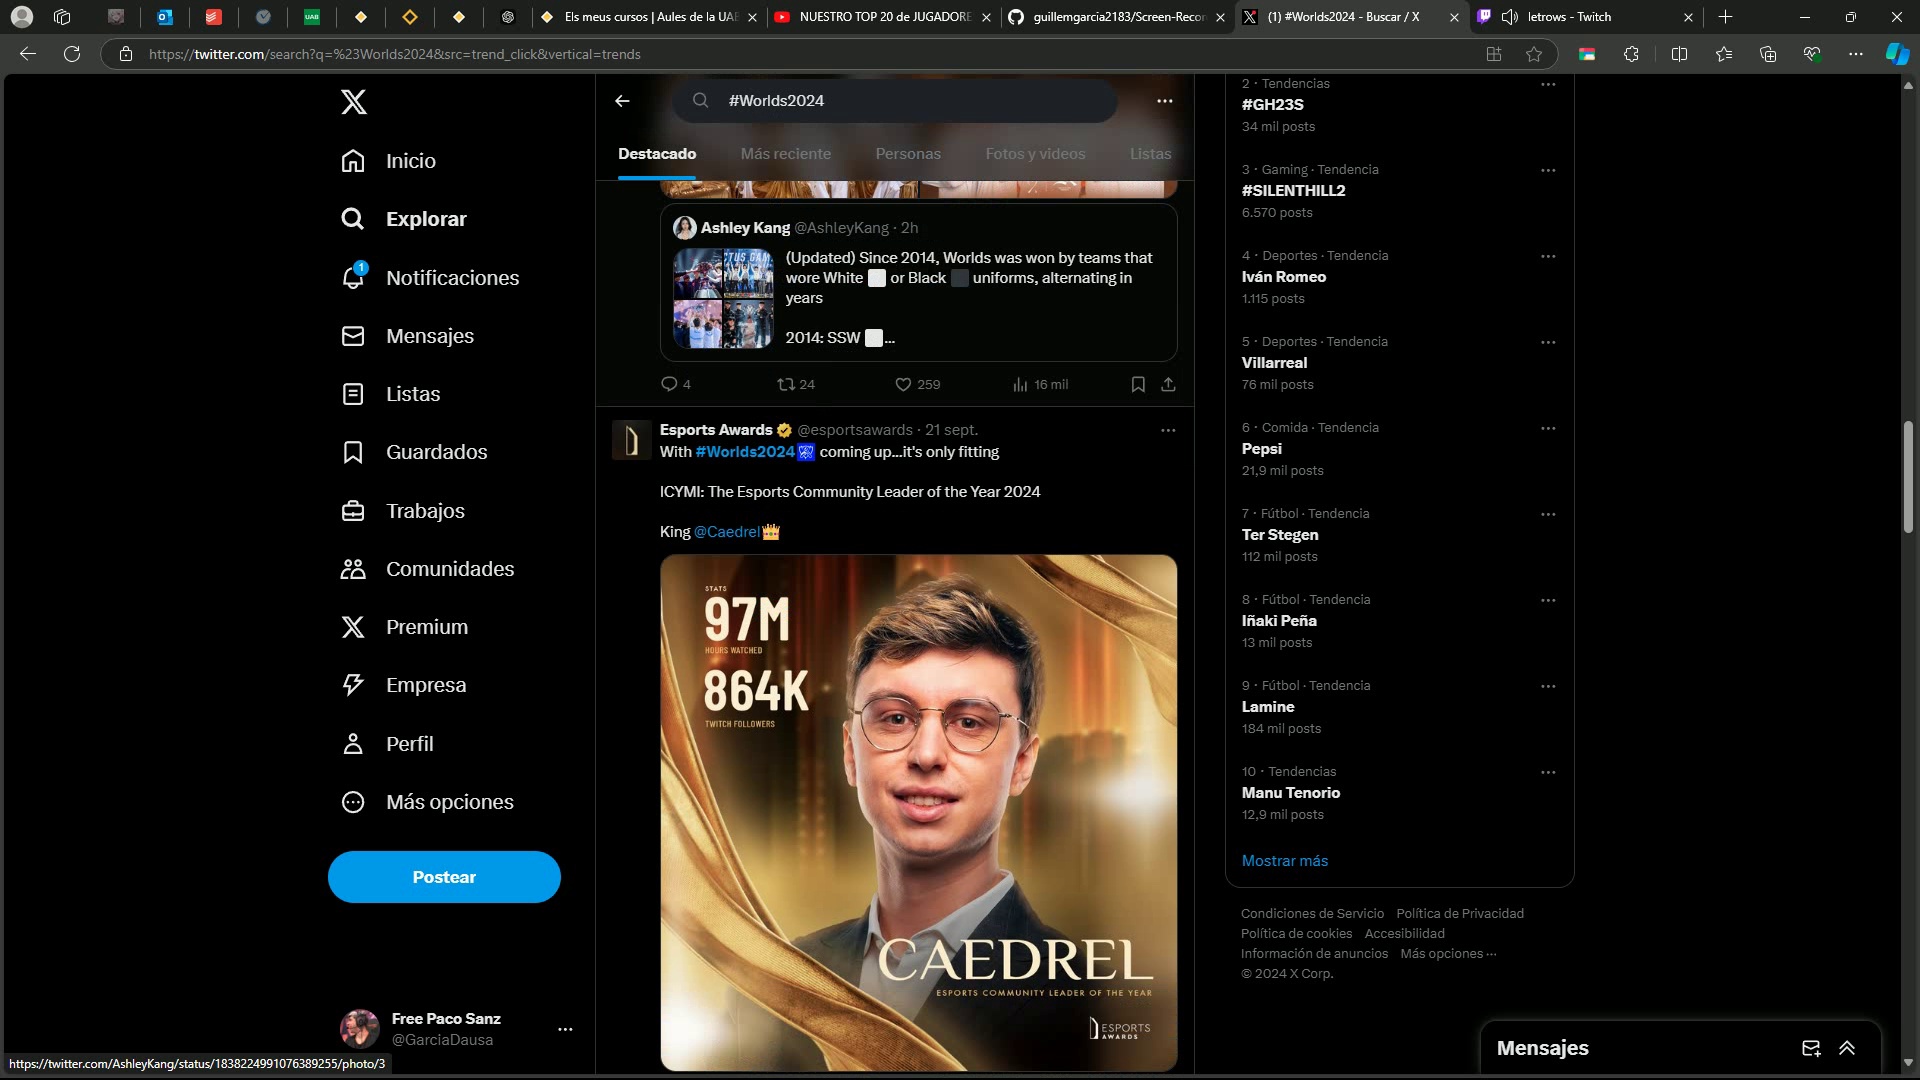 Els meus cursos | Aules de la UA
NUESTRO TOP 20 de JUGADORE
guillemgarcia2183/Screen-Recor
(1) #Worlds2024 - Buscar / X
letrows - Twitch
https://twitter.com/search?q=%23Worlds2024&src=trend_click&vertical=trends
UAB
Inicio
Explorar
1
Notificaciones
Mensajes
Listas
Guardados
Trabajos
Comunidades
Premium
Empresa
Perfil
Más opciones
Postear
Free Paco Sanz
@GarciaDausa
https://twitter.com/AshleyKang/status/1838224991076389255/photo/3
#Worlds2024
Destacado
Más reciente
Personas
Fotos y videos
Listas
Ashley Kang @AshleyKang · 2h
(Updated) Since 2014, Worlds was won by teams that
wore White ⬜ or Black ⬛ uniforms, alternating in
years
2014: SSW ⬜...
4
24
259
16 mil
Esports Awards @esportsawards · 21 sept.
With #Worlds2024 coming up...it's only fitting
ICYMI: The Esports Community Leader of the Year 2024
King @Caedrel👑
STATS
97M
HOURS WATCHED
864K
TWITCH FOLLOWERS
CAEDREL
ESPORTS COMMUNITY LEADER OF THE YEAR
ESPORTS
AWARDS
2 · Tendencias
#GH23S
34 mil posts
3 · Gaming · Tendencia
#SILENTHILL2
6.570 posts
4 · Deportes · Tendencia
Iván Romeo
1.115 posts
5 · Deportes · Tendencia
Villarreal
76 mil posts
6 · Comida · Tendencia
Pepsi
21,9 mil posts
7 · Fútbol · Tendencia
Ter Stegen
112 mil posts
8 · Fútbol · Tendencia
Iñaki Peña
13 mil posts
9 · Fútbol · Tendencia
Lamine
184 mil posts
10 · Tendencias
Manu Tenorio
12,9 mil posts
Mostrar más
Condiciones de Servicio Política de Privacidad
Política de cookies Accesibilidad
Información de anuncios Más opciones ···
© 2024 X Corp.
Mensajes